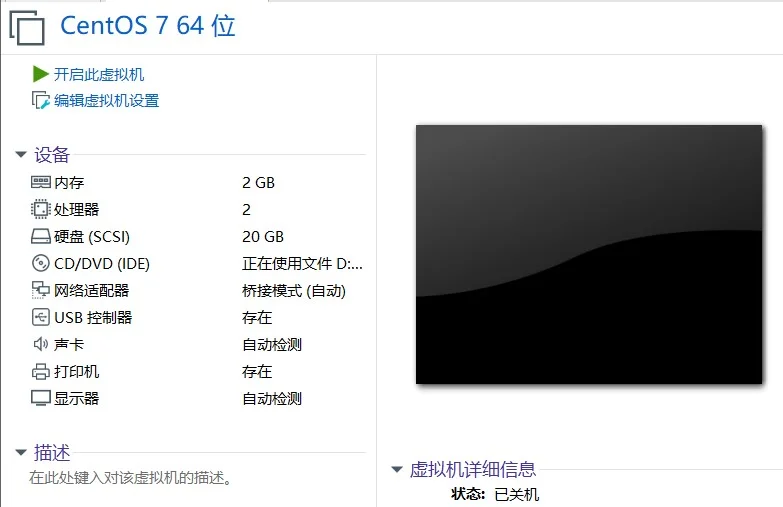 CentOS 7 64 位
开启此虚拟机
编辑虚拟机设置
设备
内存 2 GB
处理器 2
硬盘 (SCSI) 20 GB
CD/DVD (IDE) 正在使用文件 D:...
网络适配器 桥接模式 (自动)
USB 控制器 存在
声卡 自动检测
打印机 存在
显示器 自动检测
描述
在此处键入对该虚拟机的描述。
虚拟机详细信息
状态: 已关机